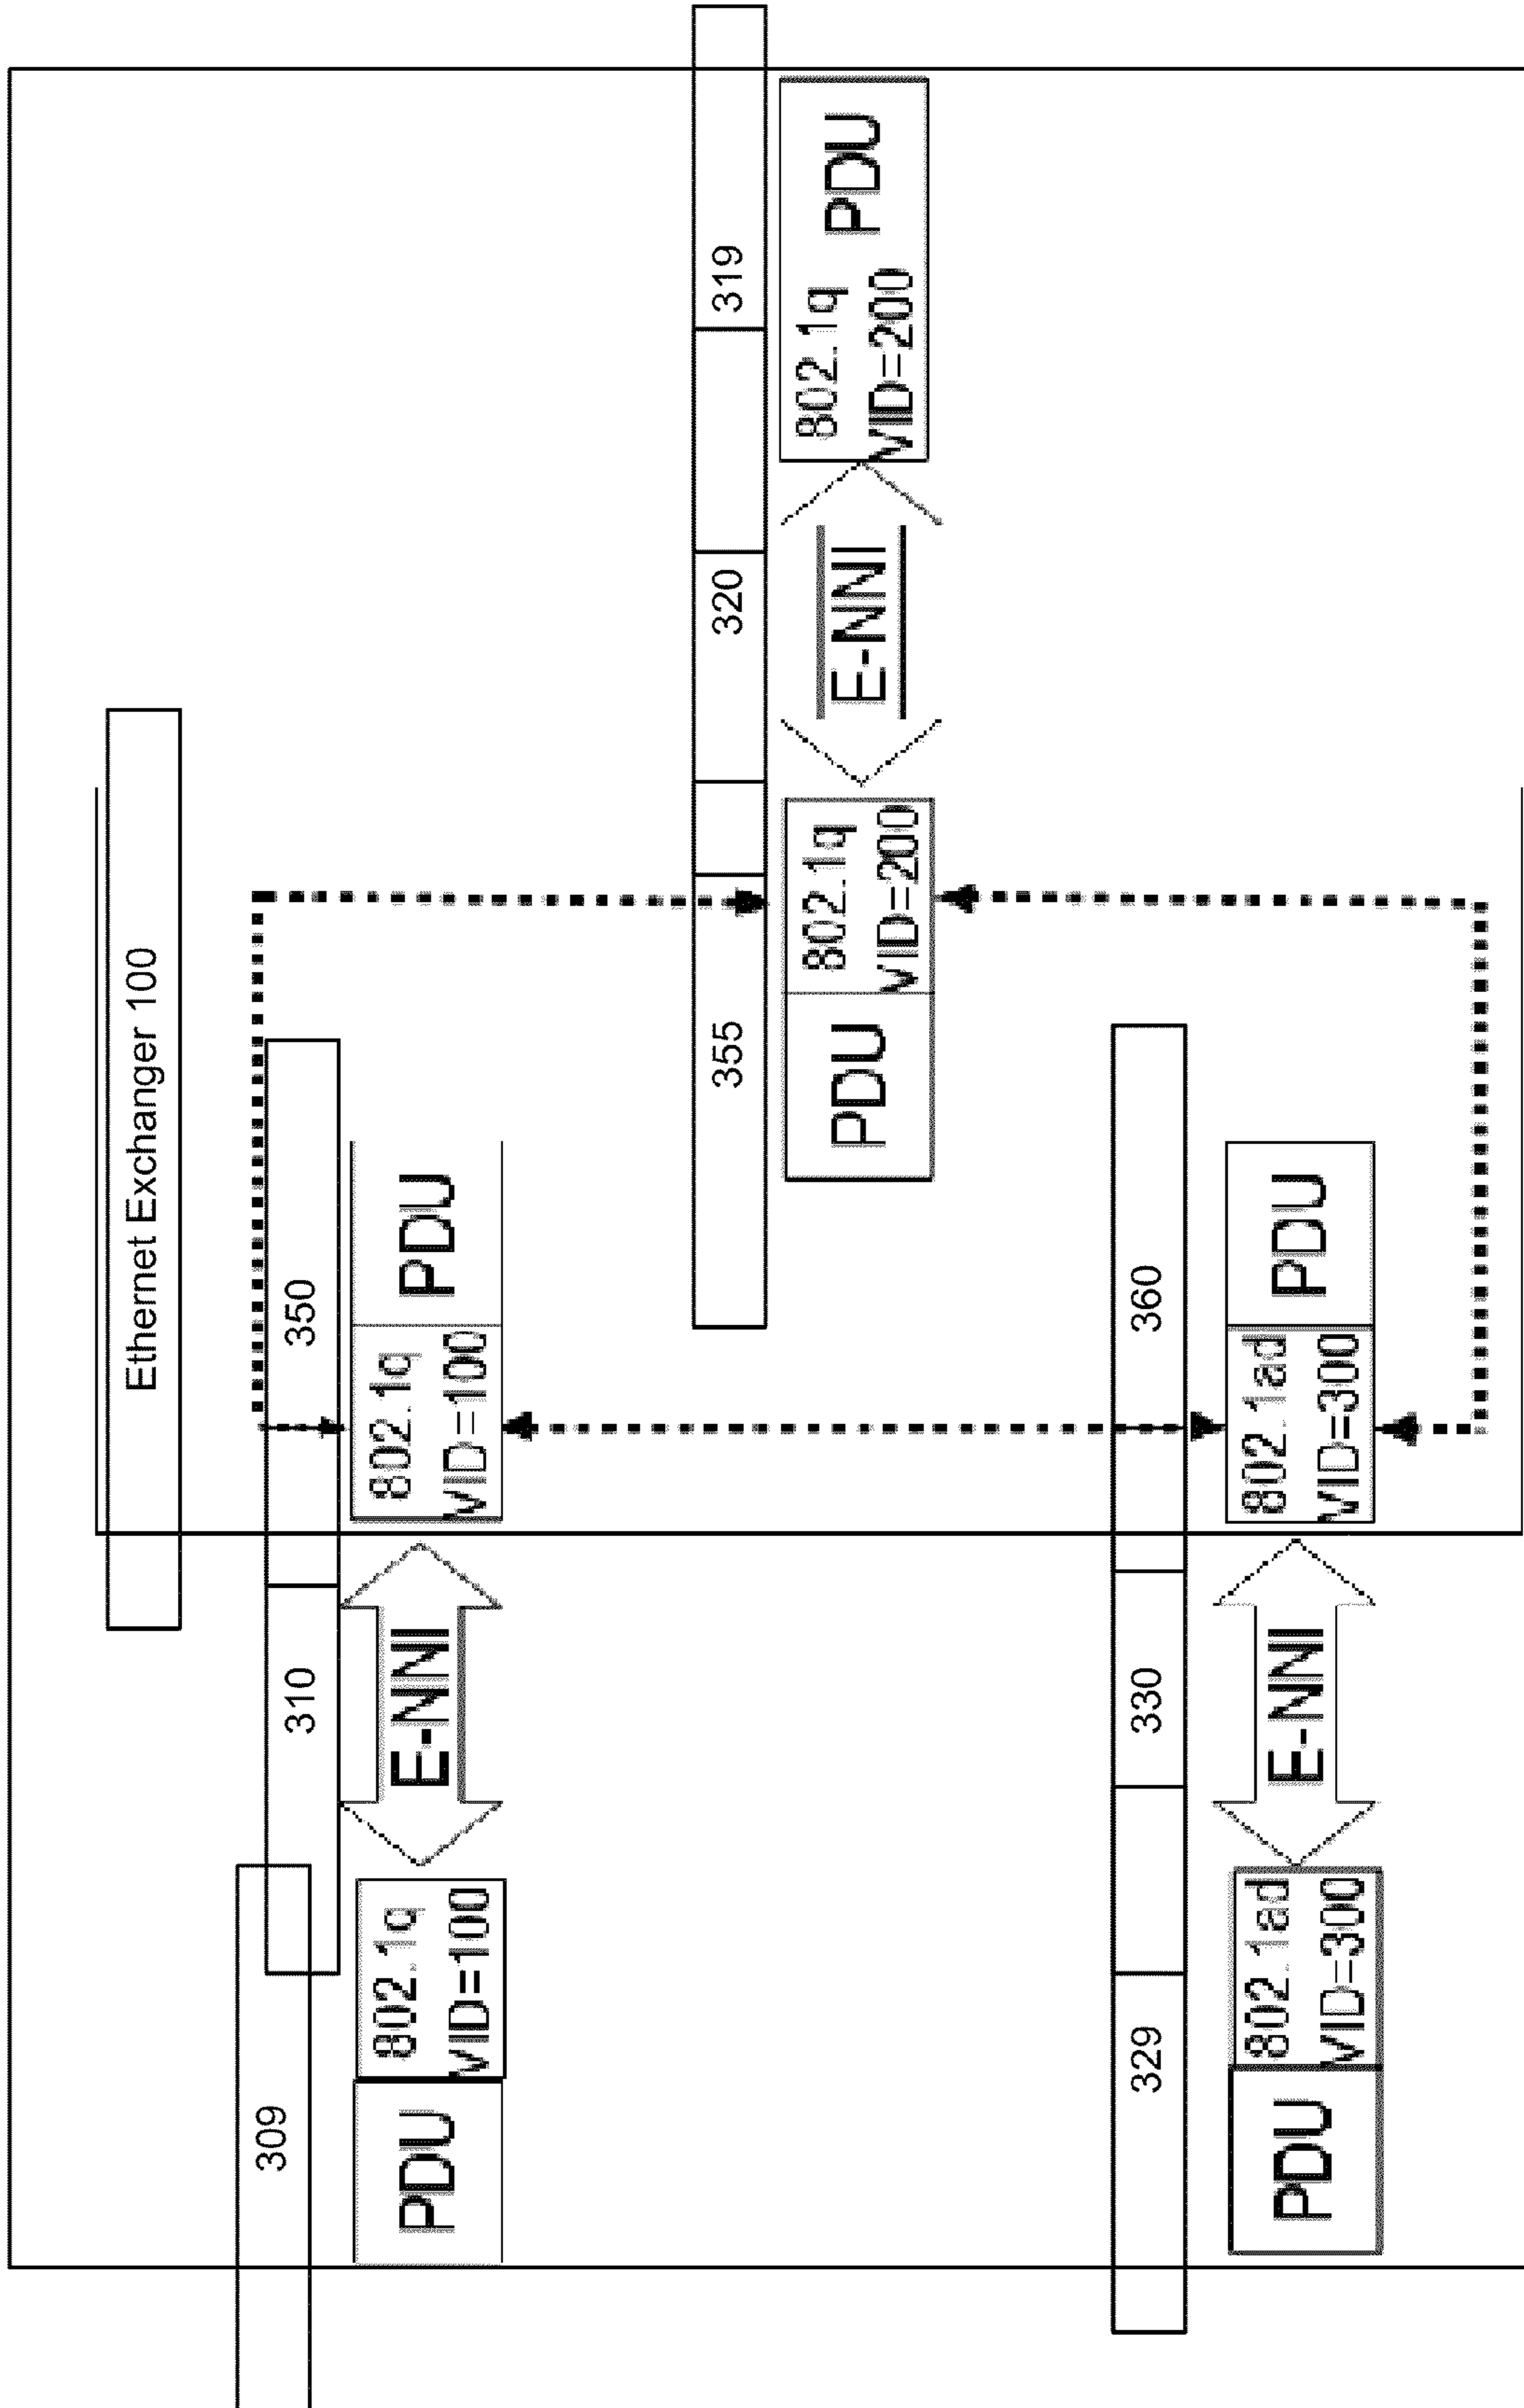 Ethernet Exchanger 100
309
310
350
PDU
802.1q
VID=100
E-NNI
802.1q
VID=100
PDU
355
320
319
PDU
802.1q
VID=200
E-NNI
802.1q
VID=200
PDU
329
330
360
PDU
802.1ad
VID=300
E-NNI
802.1ad
VID=300
PDU